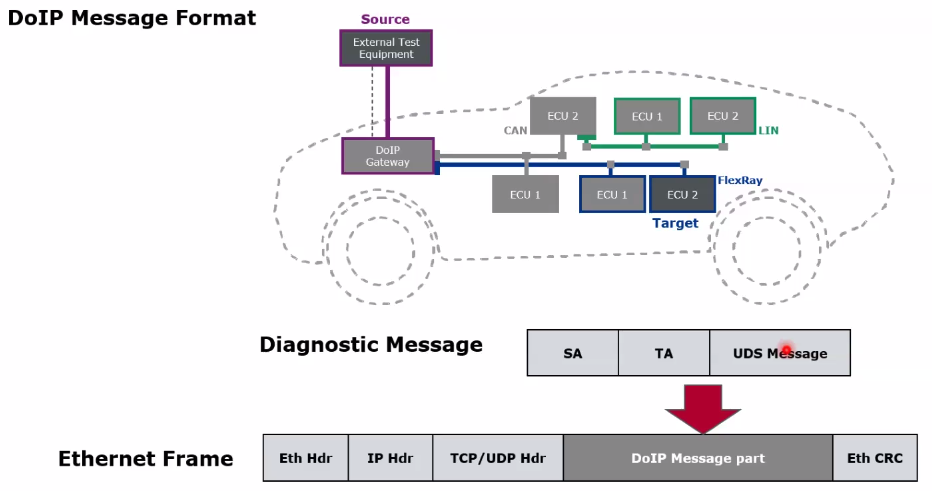 DoIP Message Format
Source
External Test
Equipment
DoIP
Gateway
CAN
ECU 2
ECU 1
ECU 2
LIN
ECU 1
ECU 1
ECU 2
FlexRay
Target
Diagnostic Message
SA
TA
UDS Message
Ethernet Frame
Eth Hdr
IP Hdr
TCP/UDP Hdr
DoIP Message part
Eth CRC